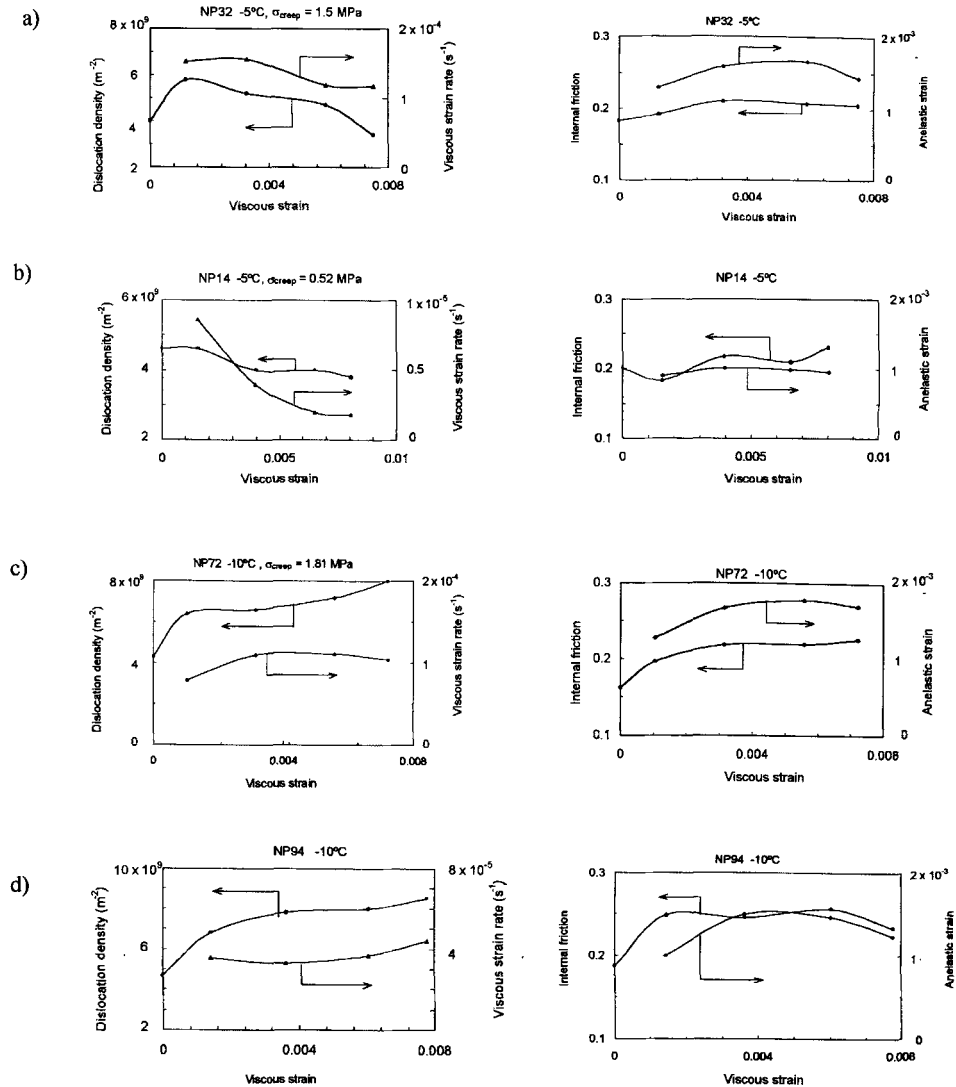 a)
NP32 -5ºC, σcreep = 1.5 MPa
8 x 10⁹
6
4
2
Dislocation density (m⁻²)
2 x 10⁻⁴
1
0
Viscous strain rate (s⁻¹)
0
0.004
0.008
Viscous strain
NP32 -5ºC
0.3
0.2
0.1
Internal friction
2 x 10⁻³
1
0
Anelastic strain
0
0.004
0.008
Viscous strain
b)
NP14 -5ºC, σcreep = 0.52 MPa
6 x 10⁹
4
2
Dislocation density (m⁻²)
1 x 10⁻⁵
0.5
0
Viscous strain rate (s⁻¹)
0
0.005
0.01
Viscous strain
NP14 -5ºC
0.3
0.2
0.1
Internal friction
2 x 10⁻³
1
0
Anelastic strain
0
0.005
0.01
Viscous strain
c)
NP72 -10ºC , σcreep = 1.81 MPa
8 x 10⁹
4
0
Dislocation density (m⁻²)
2 x 10⁻⁴
1
0
Viscous strain rate (s⁻¹)
0
0.004
0.008
Viscous strain
NP72 -10ºC
0.3
0.2
0.1
Internal friction
2 x 10⁻³
1
0
Anelastic strain
0
0.004
0.008
Viscous strain
d)
NP94 -10ºC
10 x 10⁹
6
2
Dislocation density (m⁻²)
8 x 10⁻⁵
4
0
Viscous strain rate (s⁻¹)
0
0.004
0.008
Viscous strain
NP94 -10ºC
0.3
0.2
0.1
Internal friction
2 x 10⁻³
1
0
Anelastic strain
0
0.004
0.008
Viscous strain